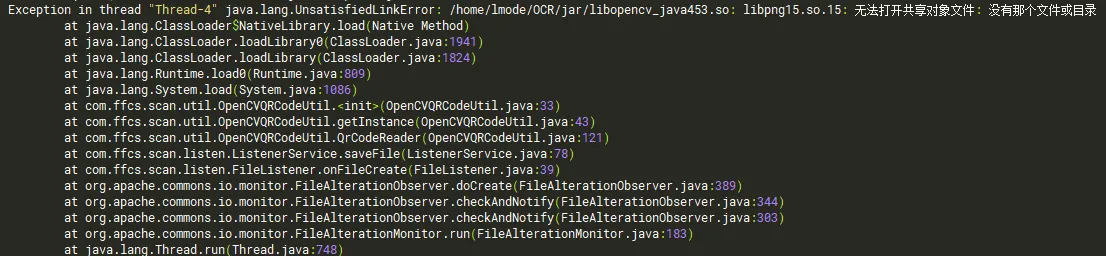 Exception in thread "Thread-4" java.lang.UnsatisfiedLinkError: /home/lmode/OCR/jar/libopencv_java453.so: libpng15.so.15: 无法打开共享对象文件: 没有那个文件或目录
at java.lang.ClassLoader$NativeLibrary.load(Native Method)
at java.lang.ClassLoader.loadLibrary0(ClassLoader.java:1941)
at java.lang.ClassLoader.loadLibrary(ClassLoader.java:1824)
at java.lang.Runtime.load0(Runtime.java:809)
at java.lang.System.load(System.java:1086)
at com.ffcs.scan.util.OpenCVQRCodeUtil.<init>(OpenCVQRCodeUtil.java:33)
at com.ffcs.scan.util.OpenCVQRCodeUtil.getInstance(OpenCVQRCodeUtil.java:43)
at com.ffcs.scan.util.OpenCVQRCodeUtil.QrCodeReader(OpenCVQRCodeUtil.java:121)
at com.ffcs.scan.listen.ListenerService.saveFile(ListenerService.java:78)
at com.ffcs.scan.listen.FileListener.onFileCreate(FileListener.java:39)
at org.apache.commons.io.monitor.FileAlterationObserver.doCreate(FileAlterationObserver.java:389)
at org.apache.commons.io.monitor.FileAlterationObserver.checkAndNotify(FileAlterationObserver.java:344)
at org.apache.commons.io.monitor.FileAlterationObserver.checkAndNotify(FileAlterationObserver.java:303)
at org.apache.commons.io.monitor.FileAlterationMonitor.run(FileAlterationMonitor.java:183)
at java.lang.Thread.run(Thread.java:748)